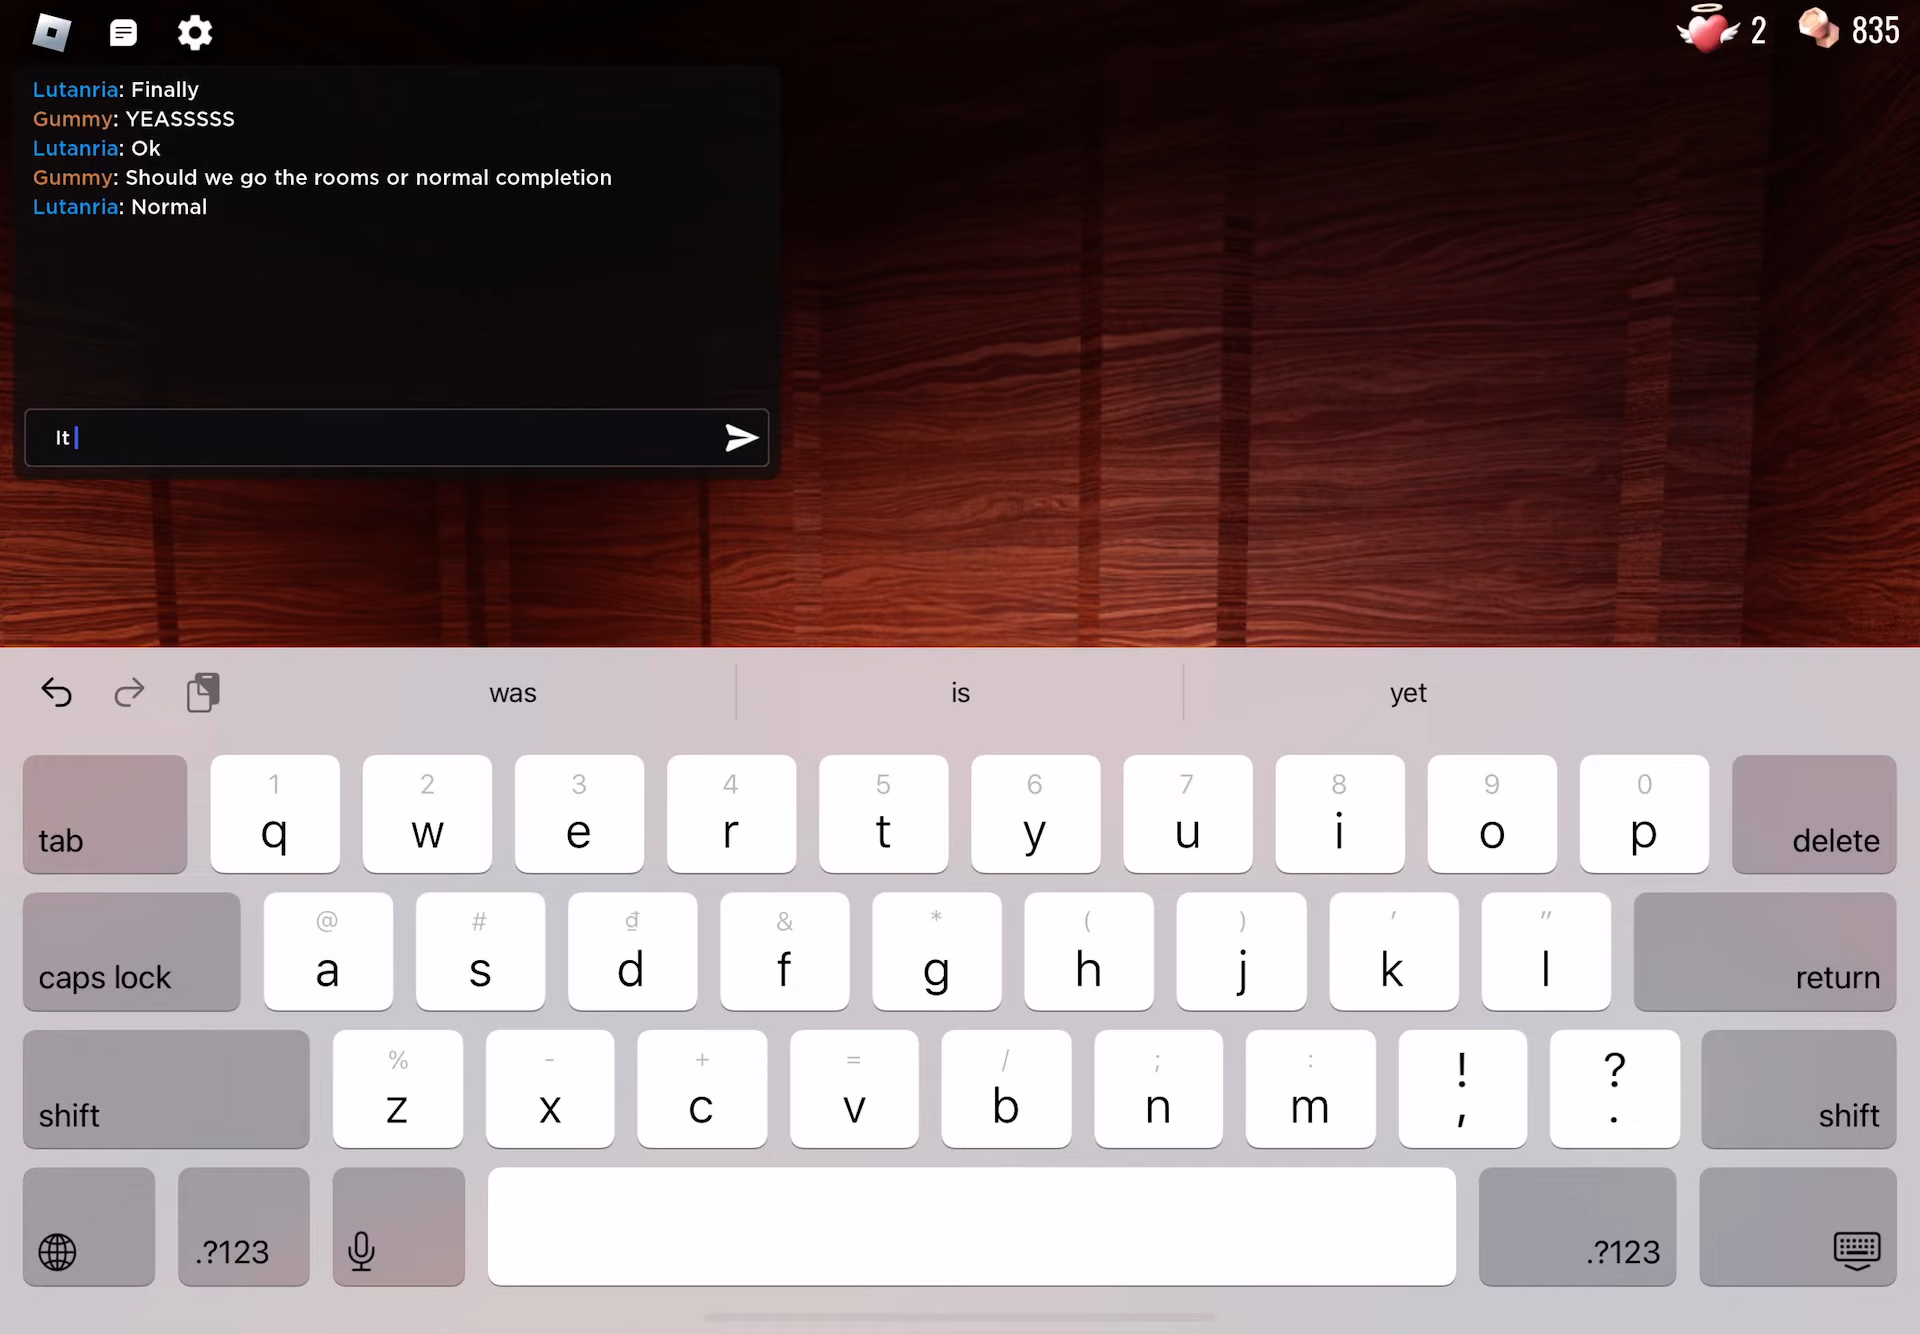 2 835
Lutanria: Finally
Gummy: YEASSSSS
Lutanria: Ok
Gummy: Should we go the rooms or normal completion
Lutanria: Normal
It
was is yet
tab 1 q 2 w 3 e 4 r 5 t 6 y 7 u 8 i 9 o 0 p delete
caps lock @ a # s ₫ d & f * g ( h ) j ' k " l return
shift % z - x + c = v / b ; n : m ! , ? . shift
.?123 .?123